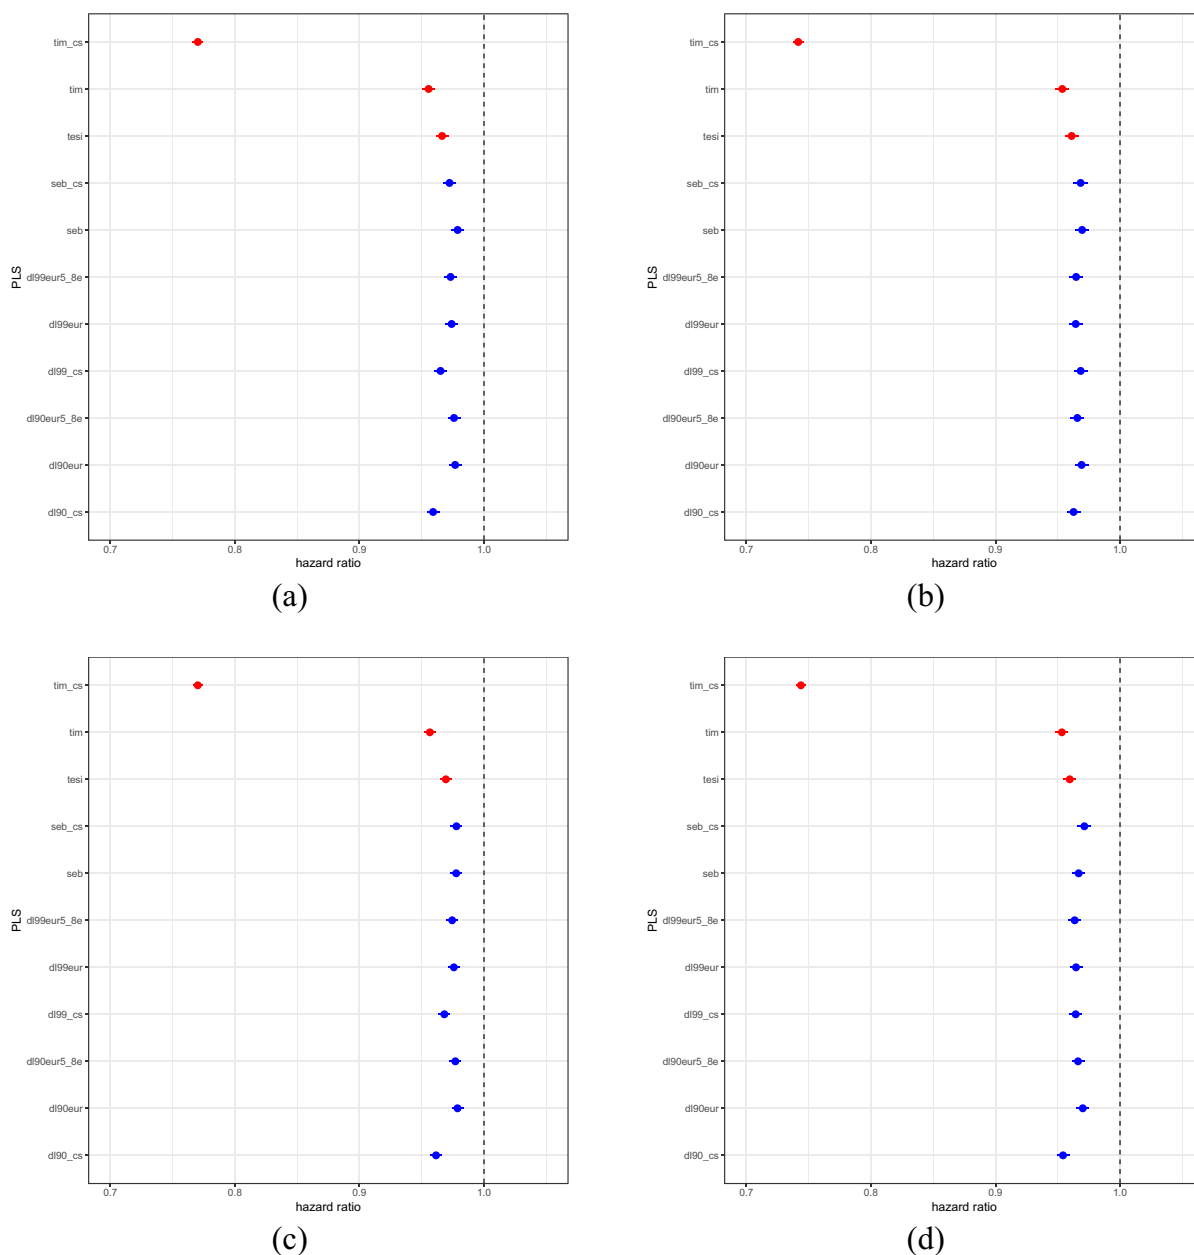 tim_cs
tim
tesi
seb_cs
seb
dl99eur5_8e
dl99eur
dl99_cs
dl90eur5_8e
dl90eur
dl90_cs
PLS
0.7 0.8 0.9 1.0
hazard ratio
(a)
tim_cs
tim
tesi
seb_cs
seb
dl99eur5_8e
dl99eur
dl99_cs
dl90eur5_8e
dl90eur
dl90_cs
PLS
0.7 0.8 0.9 1.0
hazard ratio
(b)
tim_cs
tim
tesi
seb_cs
seb
dl99eur5_8e
dl99eur
dl99_cs
dl90eur5_8e
dl90eur
dl90_cs
PLS
0.7 0.8 0.9 1.0
hazard ratio
(c)
tim_cs
tim
tesi
seb_cs
seb
dl99eur5_8e
dl99eur
dl99_cs
dl90eur5_8e
dl90eur
dl90_cs
PLS
0.7 0.8 0.9 1.0
hazard ratio
(d)